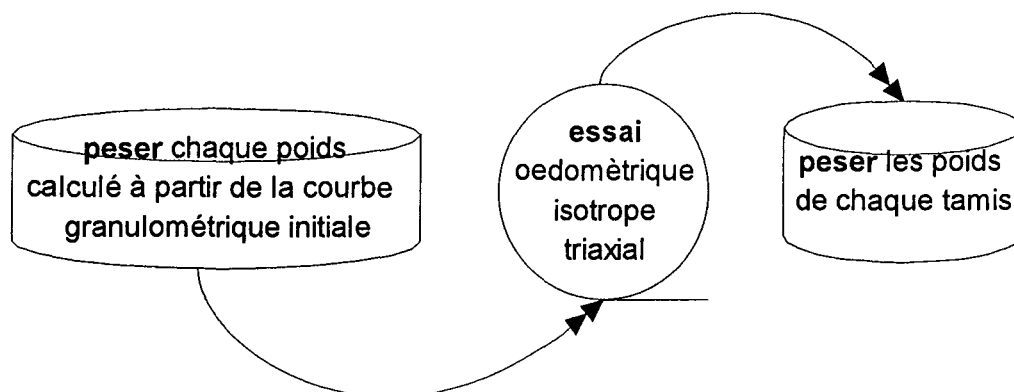 peser chaque poids
calculé à partir de la courbe
granulométrique initiale
essai
oedomètrique
isotrope
triaxial
peser les poids
de chaque tamis